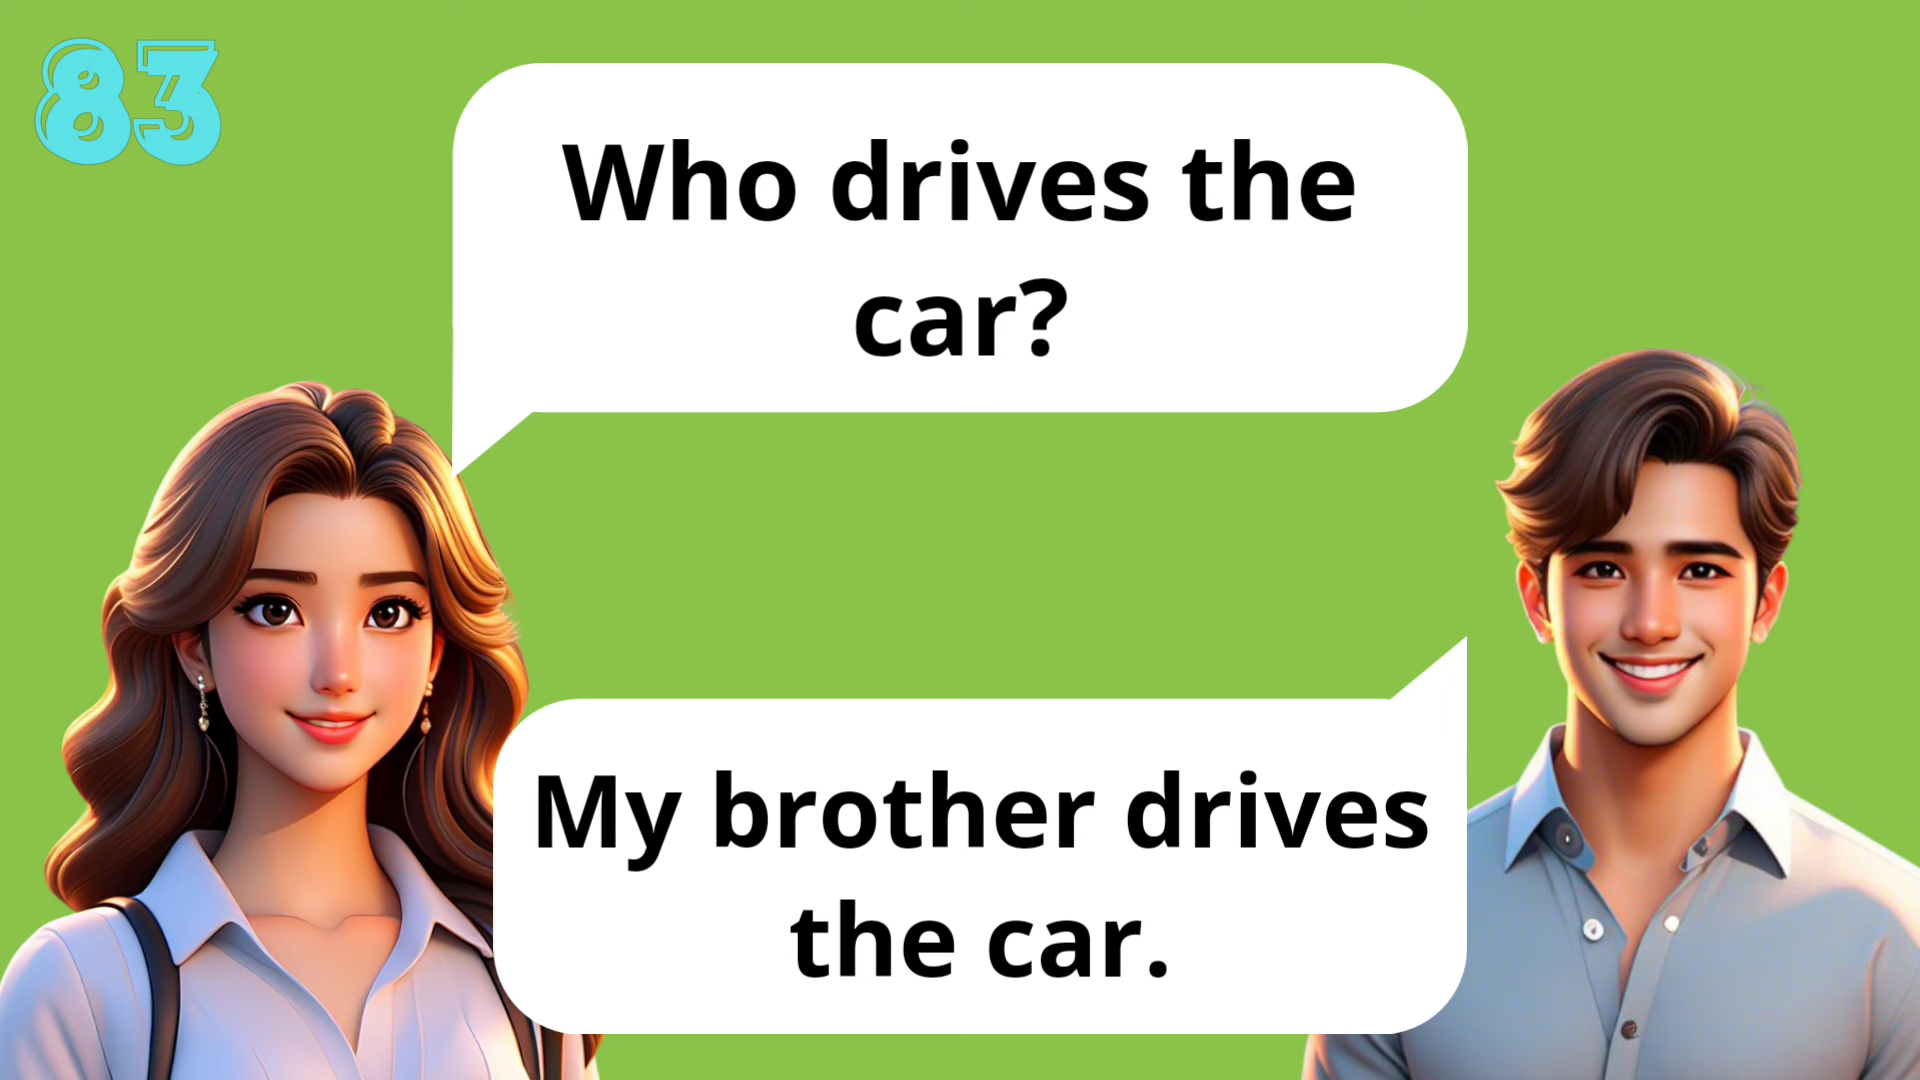 83
Who drives the
car?
My brother drives
the car.